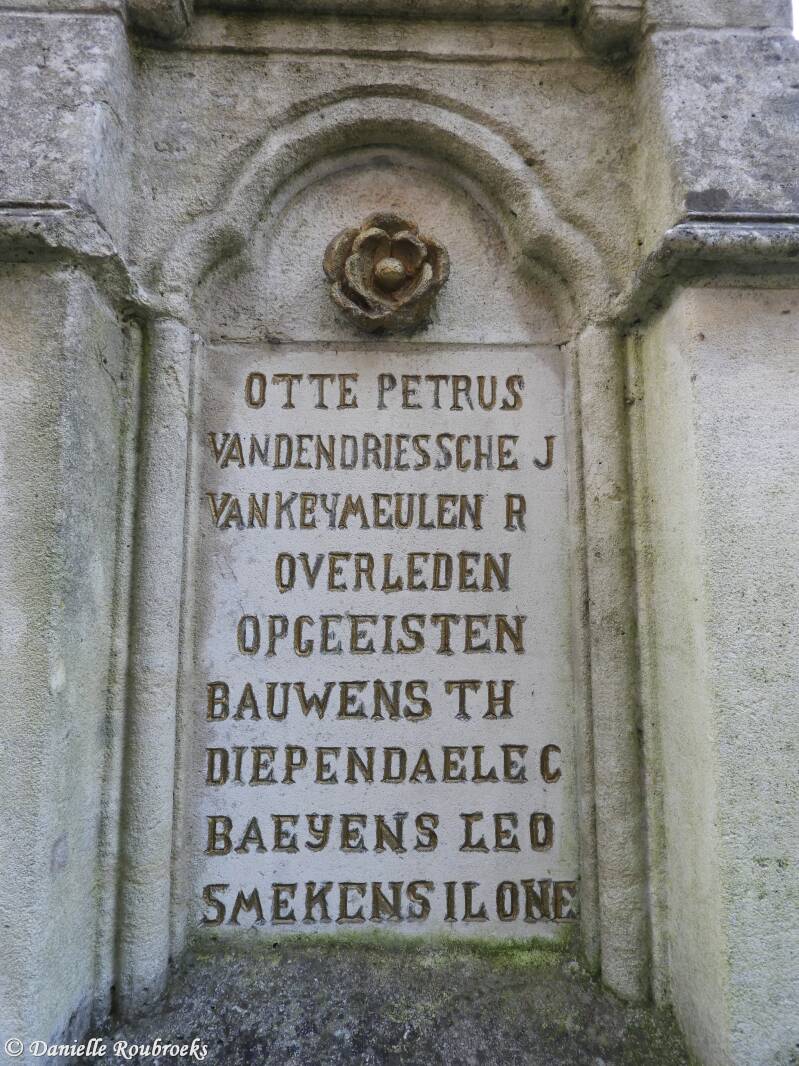 OTTE PETRUS
VANDENDRIESSCHE J
VANKEYMEULEN R
OVERLEDEN
OPGEEISTEN
BAUWENS TH
DIEPENDAELE C
BAEYENS LEO
SMEKENS ILONE
© Danielle Roubroeks